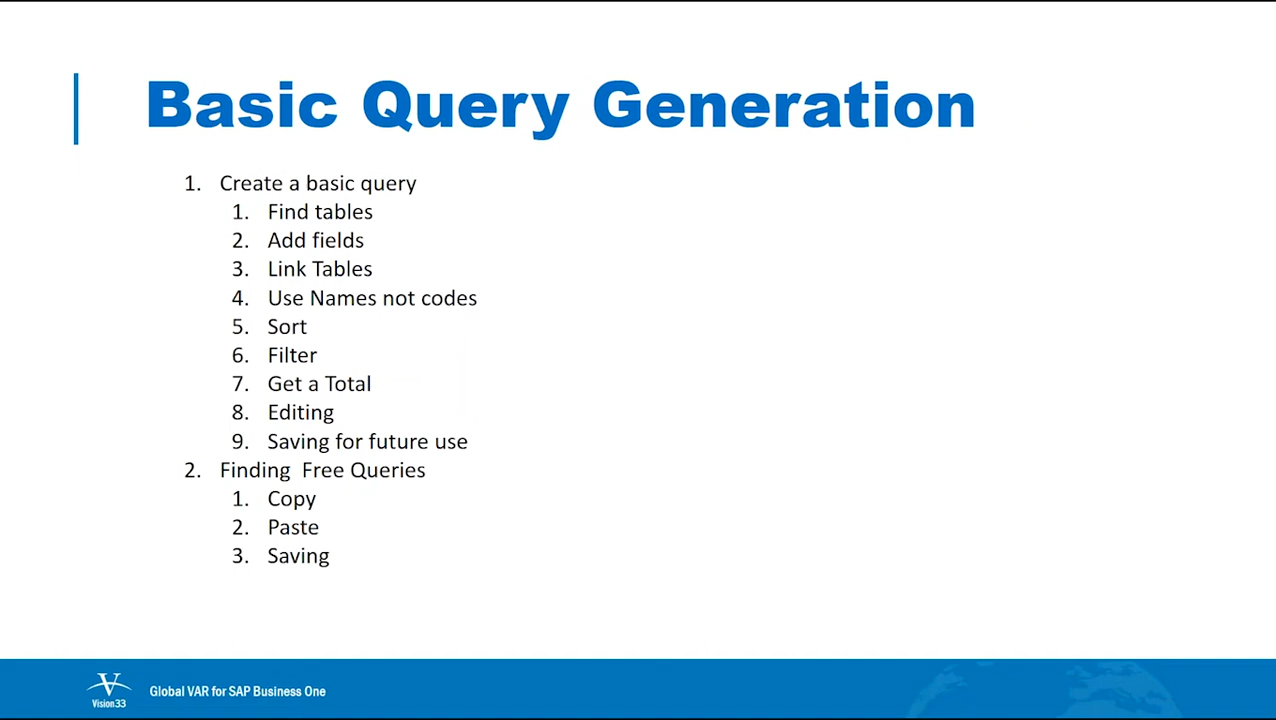 Basic Query Generation
1. Create a basic query
1. Find tables
2. Add fields
3. Link Tables
4. Use Names not codes
5. Sort
6. Filter
7. Get a Total
8. Editing
9. Saving for future use
2. Finding  Free Queries
1. Copy
2. Paste
3. Saving
Vision33
Global VAR for SAP Business One